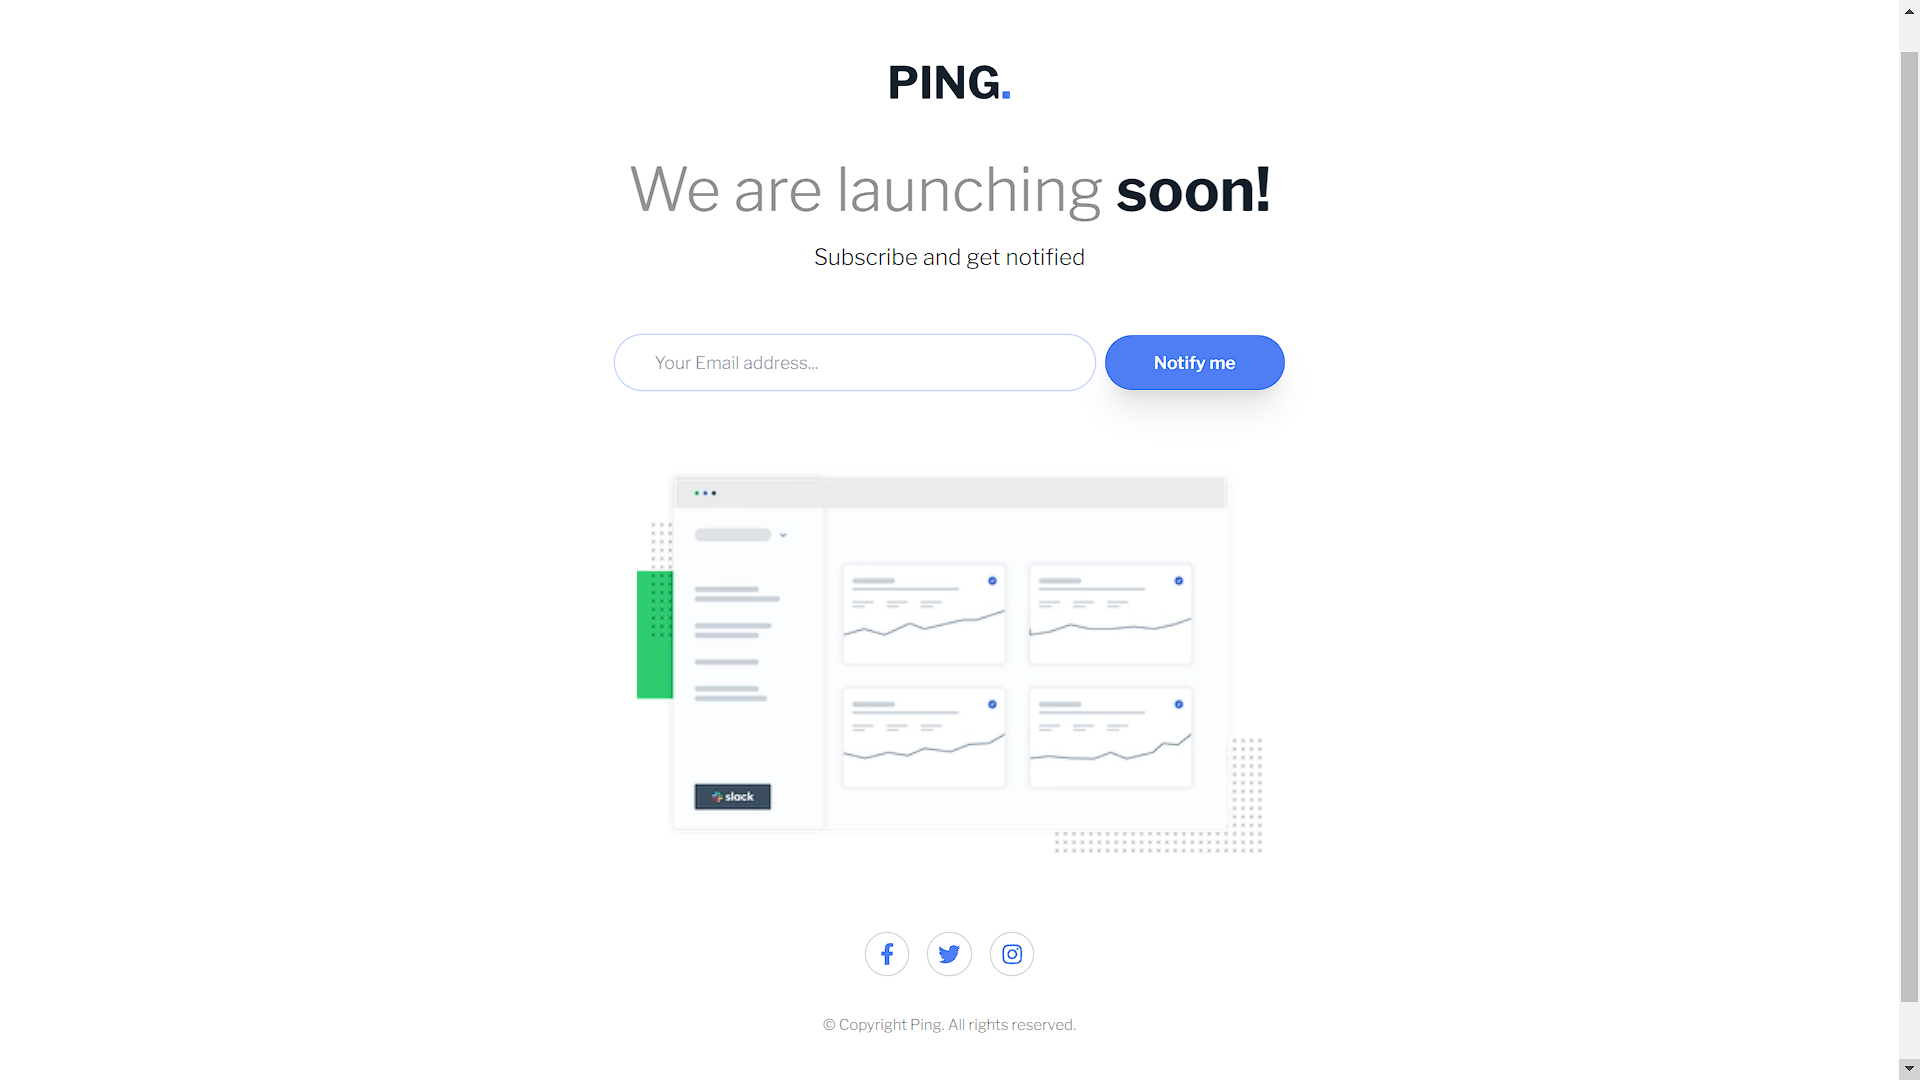 PING.
We are launching soon!
Subscribe and get notified
Your Email address...
Notify me
slack
© Copyright Ping. All rights reserved.